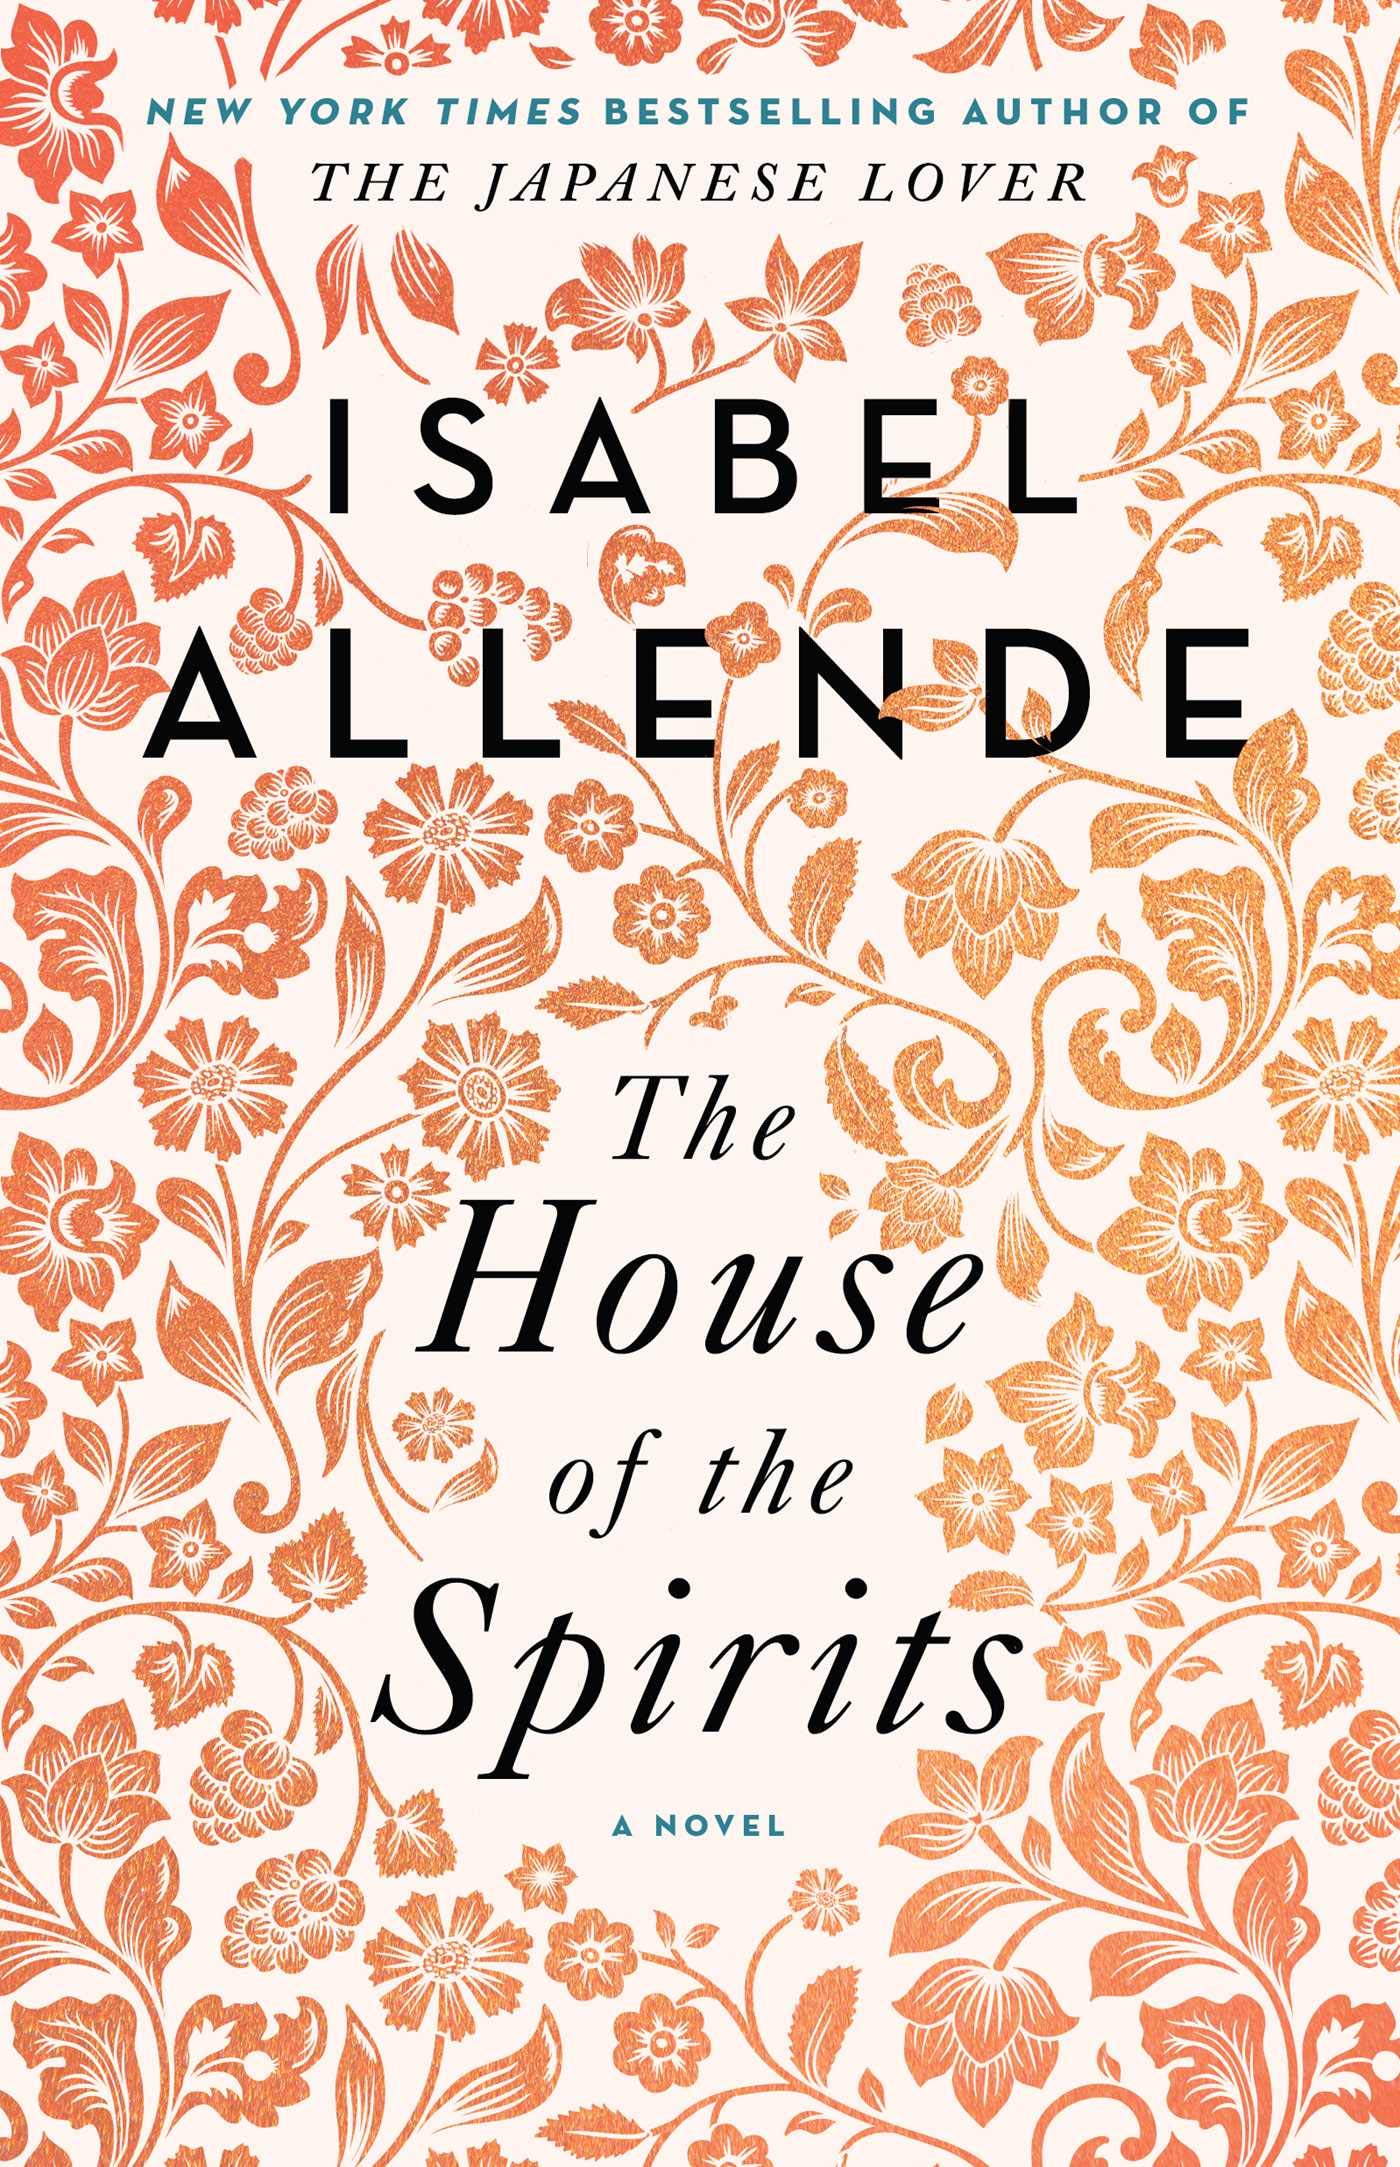 NEW YORK TIMES BESTSELLING AUTHOR OF
THE JAPANESE LOVER
ISABEL
ALLENDE
The
House
of the
Spirits
A NOVEL